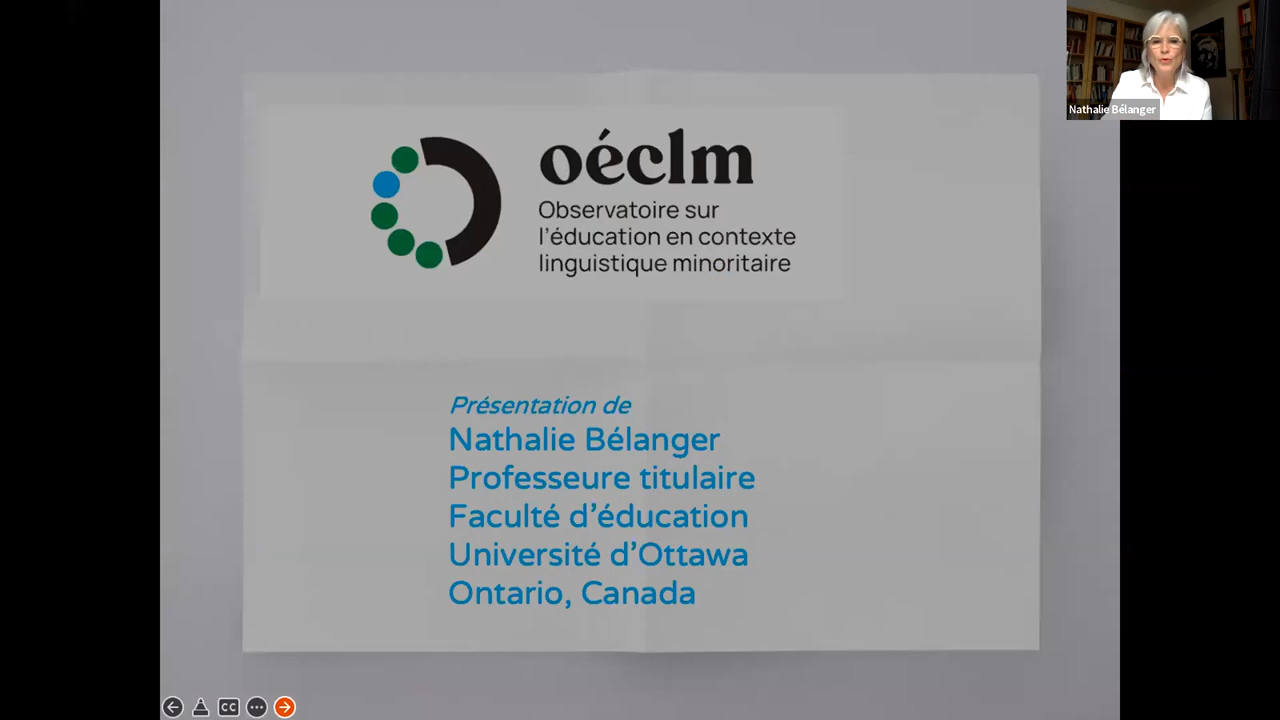 oéclm
Observatoire sur
l'éducation en contexte
linguistique minoritaire
Présentation de
Nathalie Bélanger
Professeure titulaire
Faculté d'éducation
Université d'Ottawa
Ontario, Canada
Nathalie Bélanger
CC